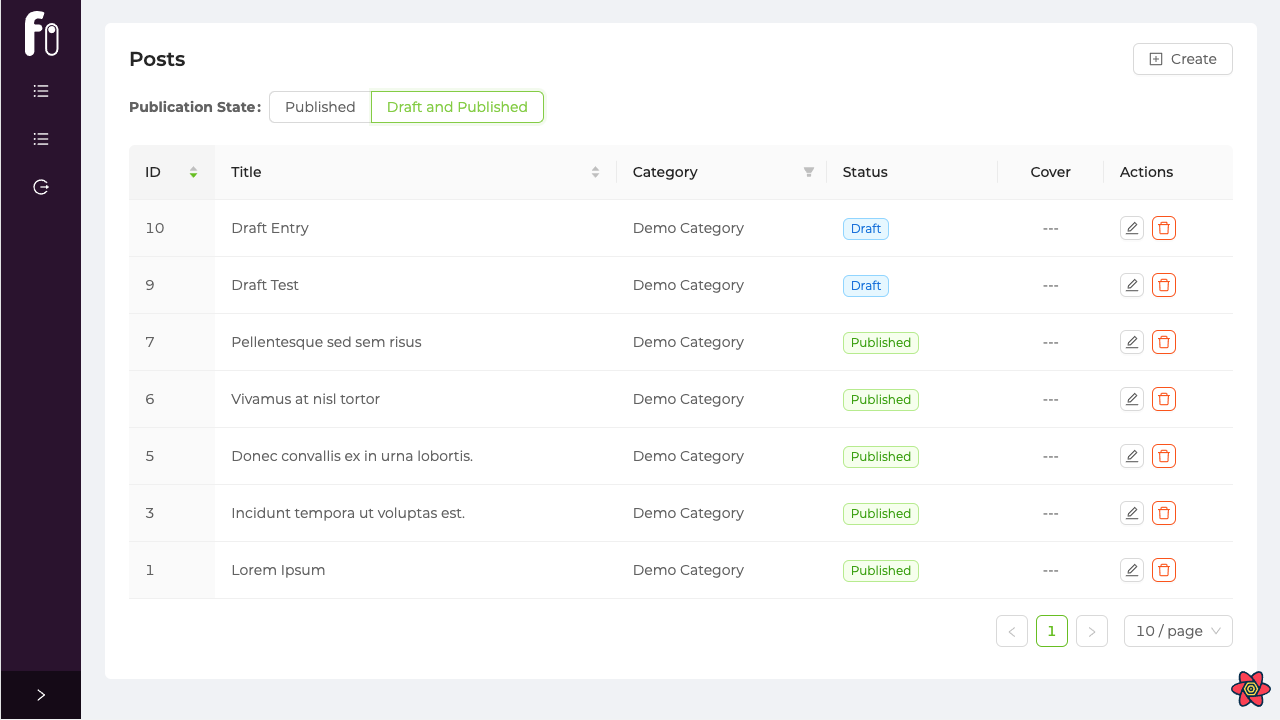 Posts
Create
Publication State: Published Draft and Published
ID Title Category Status Cover Actions
10 Draft Entry Demo Category Draft ---
9 Draft Test Demo Category Draft ---
7 Pellentesque sed sem risus Demo Category Published ---
6 Vivamus at nisl tortor Demo Category Published ---
5 Donec convallis ex in urna lobortis. Demo Category Published ---
3 Incidunt tempora ut voluptas est. Demo Category Published ---
1 Lorem Ipsum Demo Category Published ---
1 10 / page